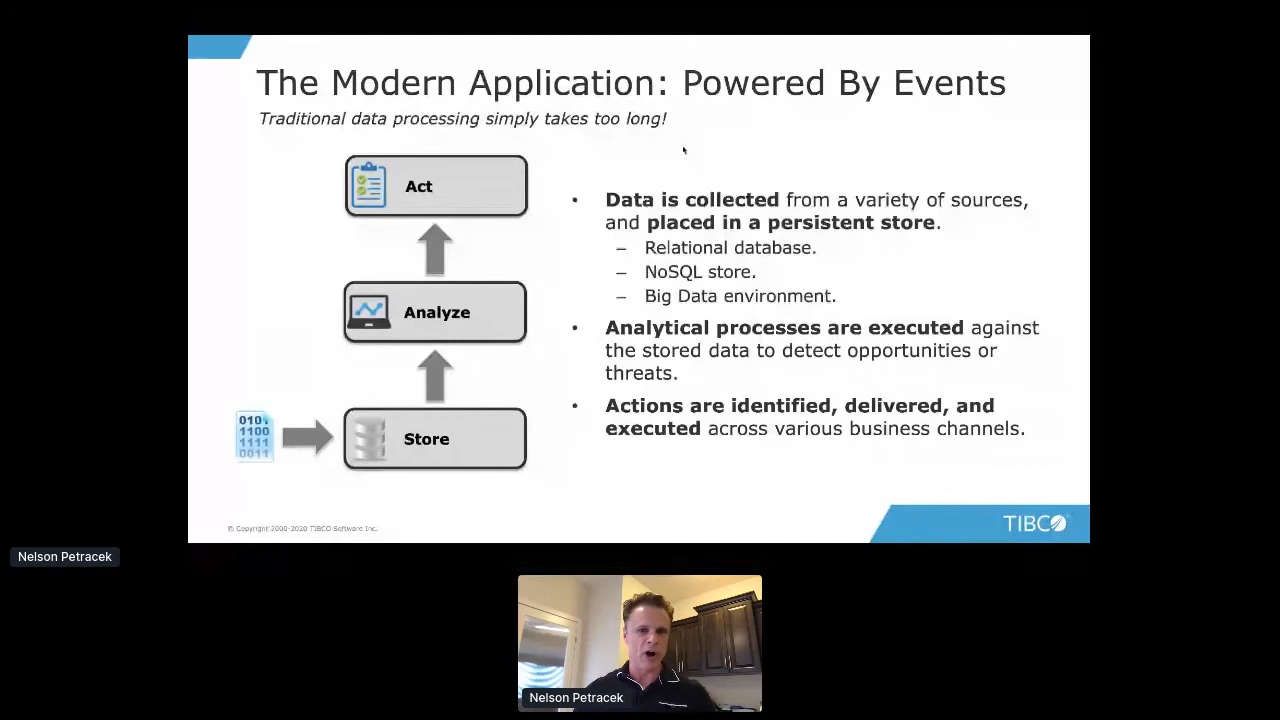 The Modern Application: Powered By Events
Traditional data processing simply takes too long!
Act
Analyze
Store
010
1100
1111
0011
• Data is collected from a variety of sources,
and placed in a persistent store.
– Relational database.
– NoSQL store.
– Big Data environment.
• Analytical processes are executed against
the stored data to detect opportunities or
threats.
• Actions are identified, delivered, and
executed across various business channels.
© Copyright 2000-2020 TIBCO Software Inc.
TIBCO
Nelson Petracek
Nelson Petracek